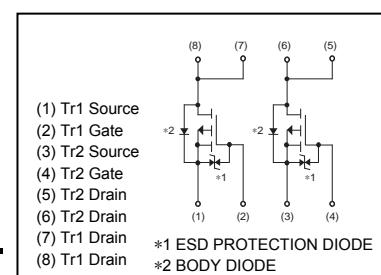 (8) (7) (6) (5)
(1) Tr1 Source
(2) Tr1 Gate
(3) Tr2 Source
(4) Tr2 Gate
(5) Tr2 Drain
(6) Tr2 Drain
(7) Tr1 Drain
(8) Tr1 Drain
*2 *2
*1 *1
(1) (2) (3) (4)
*1 ESD PROTECTION DIODE
*2 BODY DIODE